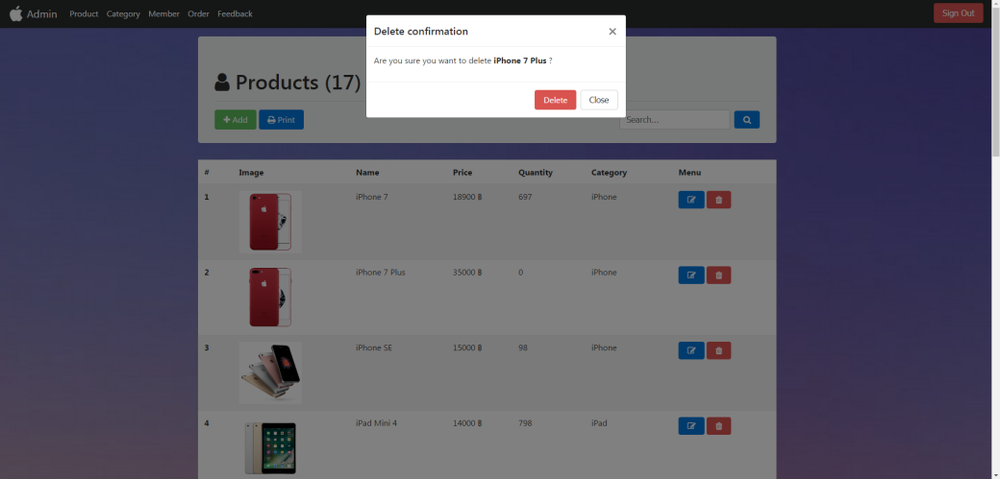 Admin Product Category Member Order Feedback Sign Out
Delete confirmation ×
Are you sure you want to delete iPhone 7 Plus ?
Delete Close
Products (17)
Add Print Search...
# Image Name Price Quantity Category Menu
1 iPhone 7 18900 ฿ 697 iPhone
2 iPhone 7 Plus 35000 ฿ 0 iPhone
3 iPhone SE 15000 ฿ 98 iPhone
4 iPad Mini 4 14000 ฿ 798 iPad